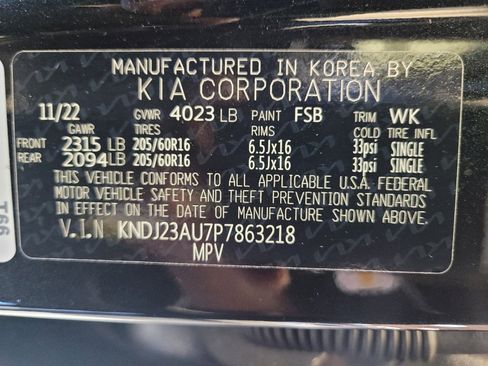 MANUFACTURED IN KOREA BY
KIA CORPORATION
11/22 GVWR 4023 LB PAINT FSB TRIM WK
GAWR TIRES RIMS COLD TIRE INFL
FRONT 2315 LB 205/60R16 6.5Jx16 33psi SINGLE
REAR 2094 LB 205/60R16 6.5Jx16 33psi SINGLE
THIS VEHICLE CONFORMS TO ALL APPLICABLE U.S.A. FEDERAL
MOTOR VEHICLE SAFETY AND THEFT PREVENTION STANDARDS
IN EFFECT ON THE DATE OF MANUFACTURE SHOWN ABOVE.
V.I.N KNDJ23AU7P7863218
MPV
T66